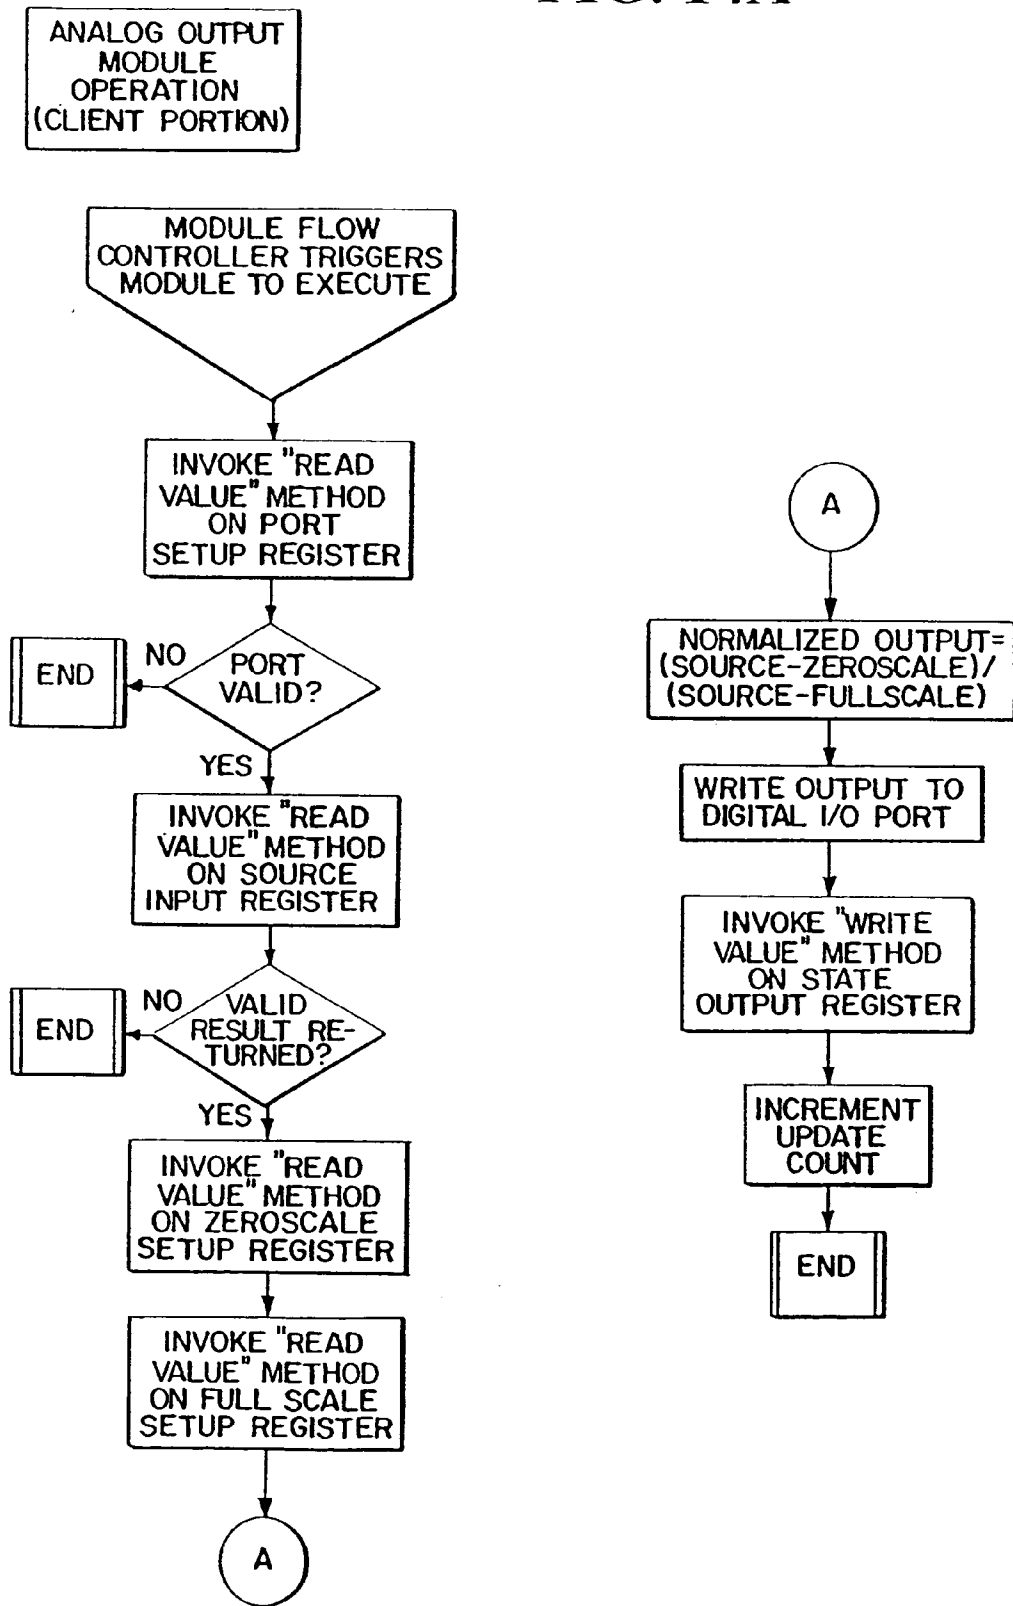 ANALOG OUTPUT
MODULE
OPERATION
(CLIENT PORTION)
MODULE FLOW
CONTROLLER TRIGGERS
MODULE TO EXECUTE
INVOKE "READ
VALUE" METHOD
ON PORT
SETUP REGISTER
PORT
VALID?
NO
END
YES
INVOKE "READ
VALUE" METHOD
ON SOURCE
INPUT REGISTER
VALID
RESULT RE-
TURNED?
NO
END
YES
INVOKE "READ
VALUE" METHOD
ON ZEROSCALE
SETUP REGISTER
INVOKE "READ
VALUE" METHOD
ON FULL SCALE
SETUP REGISTER
A
A
NORMALIZED OUTPUT=
(SOURCE-ZEROSCALE)/
(SOURCE-FULLSCALE)
WRITE OUTPUT TO
DIGITAL I/O PORT
INVOKE "WRITE
VALUE" METHOD
ON STATE
OUTPUT REGISTER
INCREMENT
UPDATE
COUNT
END